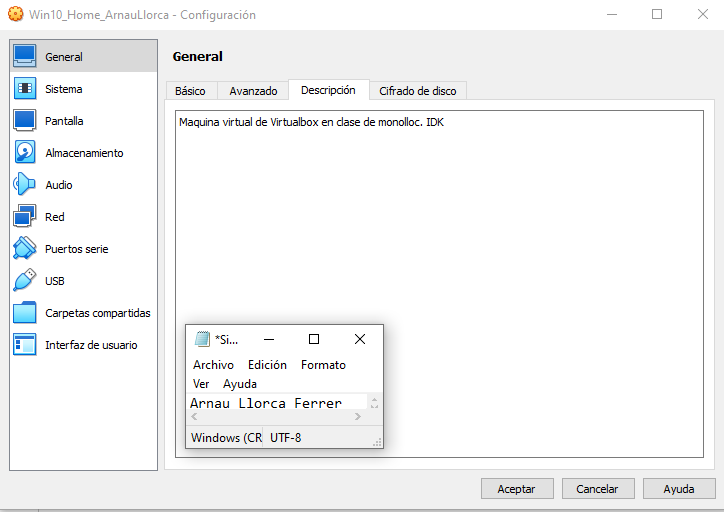 Win10_Home_ArnauLlorca - Configuración
General
Sistema
Pantalla
Almacenamiento
Audio
Red
Puertos serie
USB
Carpetas compartidas
Interfaz de usuario
General
Básico Avanzado Descripción Cifrado de disco
Maquina virtual de Virtualbox en clase de monolloc. IDK
*Si...
Archivo Edición Formato
Ver Ayuda
Arnau Llorca Ferrer
Windows (CR UTF-8
Aceptar Cancelar Ayuda